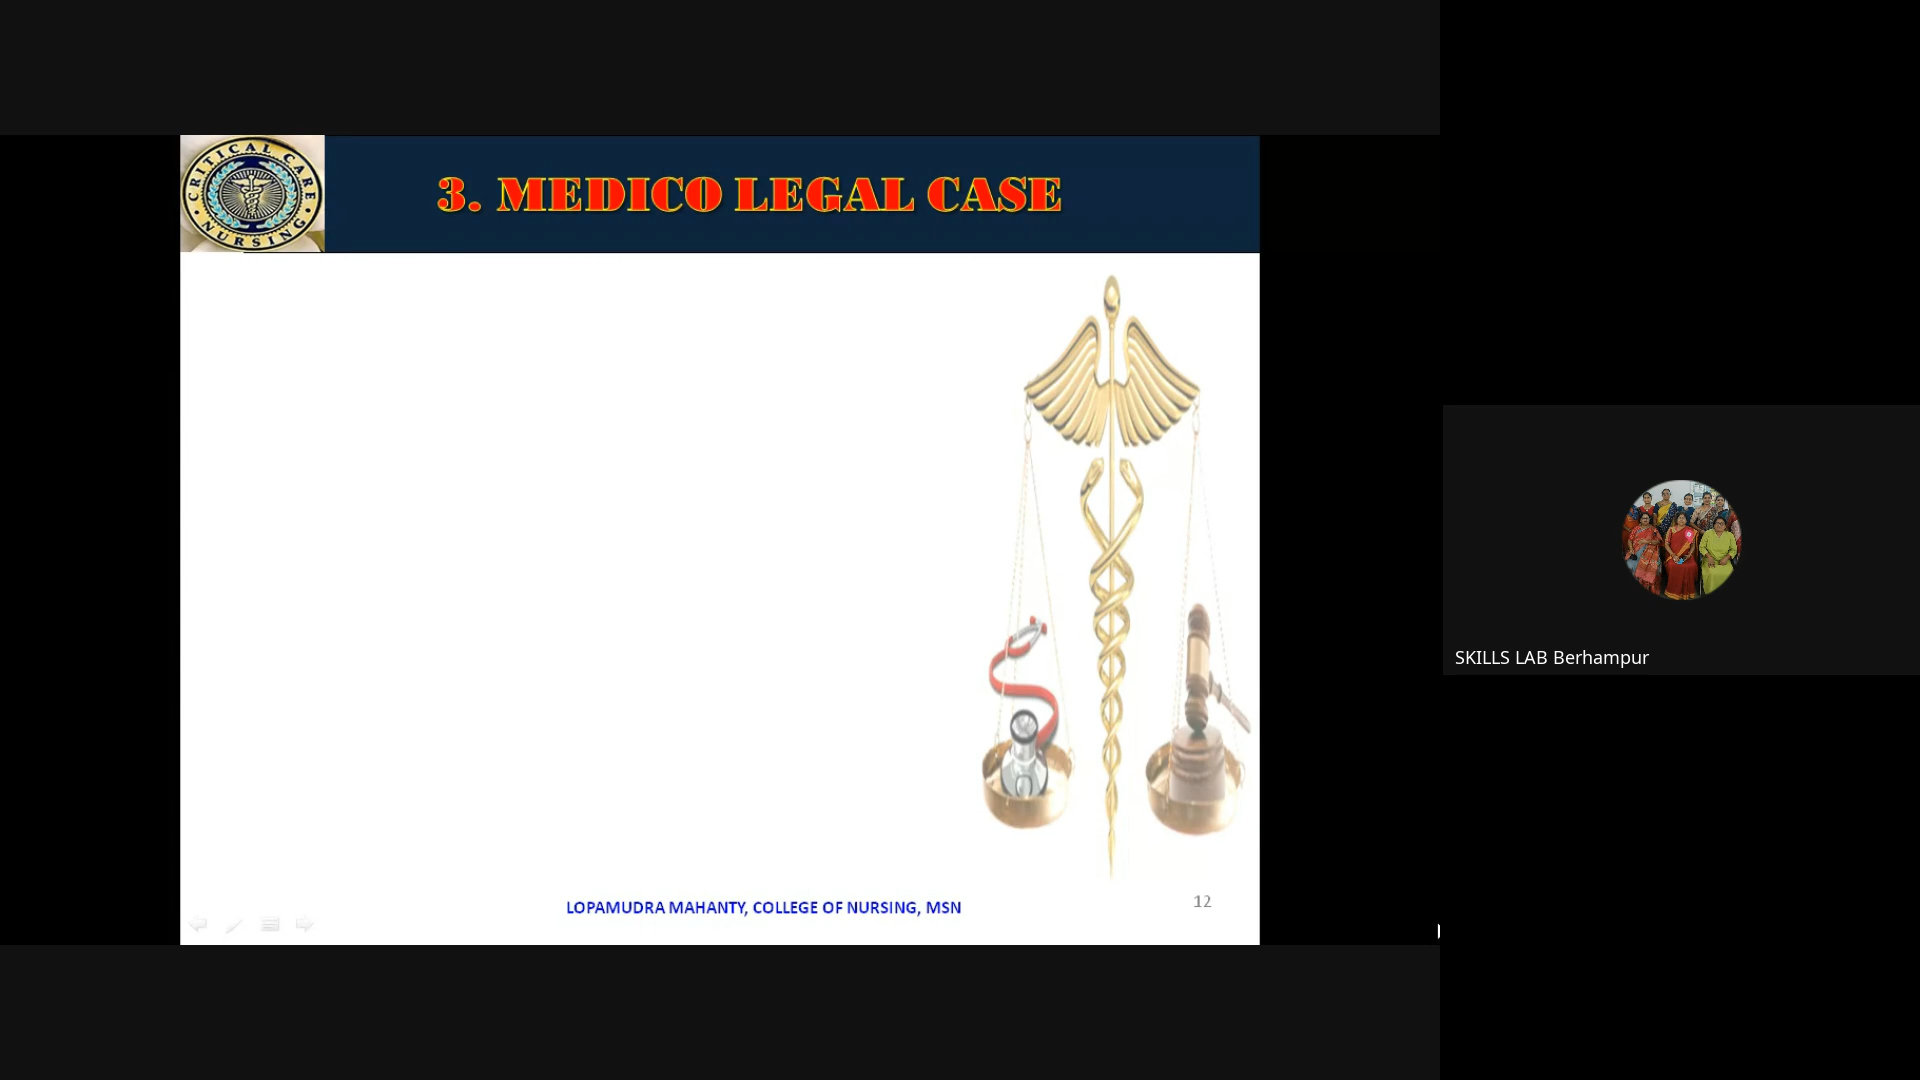 CRITICAL CARE
NURSING
3. MEDICO LEGAL CASE
LOPAMUDRA MAHANTY, COLLEGE OF NURSING, MSN
12
SKILLS LAB Berhampur